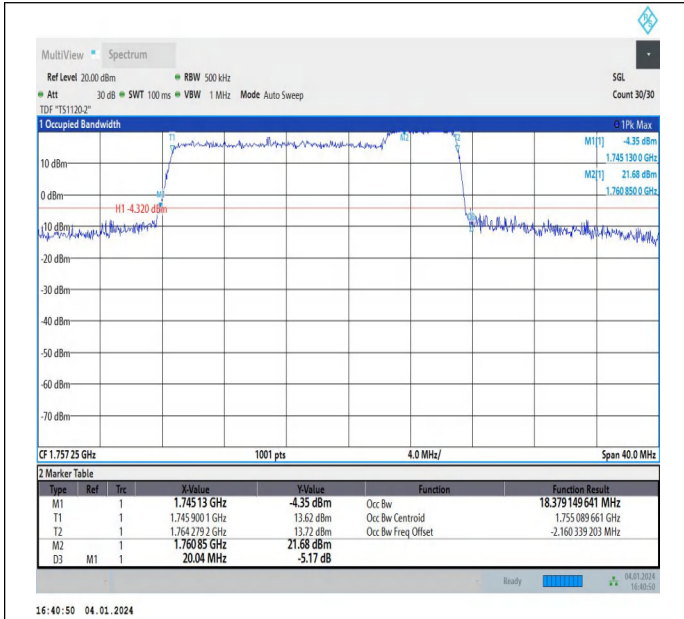 R S
MultiView Spectrum
Ref Level 20.00 dBm RBW 500 kHz SGL
Att 30 dB SWT 100 ms VBW 1 MHz Mode Auto Sweep Count 30/30
TDF "TS1120-2"
1 Occupied Bandwidth 1Pk Max
M1[1] -4.35 dBm
1.745 130 0 GHz
M2[1] 21.68 dBm
1.760 850 0 GHz
T1 M2 T2
10 dBm
0 dBm
M1
H1 -4.320 dBm
-10 dBm
-20 dBm
-30 dBm
-40 dBm
-50 dBm
-60 dBm
-70 dBm
CF 1.757 25 GHz 1001 pts 4.0 MHz/ Span 40.0 MHz
2 Marker Table
Type Ref Trc X-Value Y-Value Function Function Result
M1 1 1.745 13 GHz -4.35 dBm Occ Bw 18.379 149 641 MHz
T1 1 1.745 900 1 GHz 13.62 dBm Occ Bw Centroid 1.755 089 661 GHz
T2 1 1.764 279 2 GHz 13.72 dBm Occ Bw Freq Offset -2.160 339 203 MHz
M2 1 1.760 85 GHz 21.68 dBm
D3 M1 1 20.04 MHz -5.17 dB
Ready 04.01.2024
16:40:50
16:40:50 04.01.2024